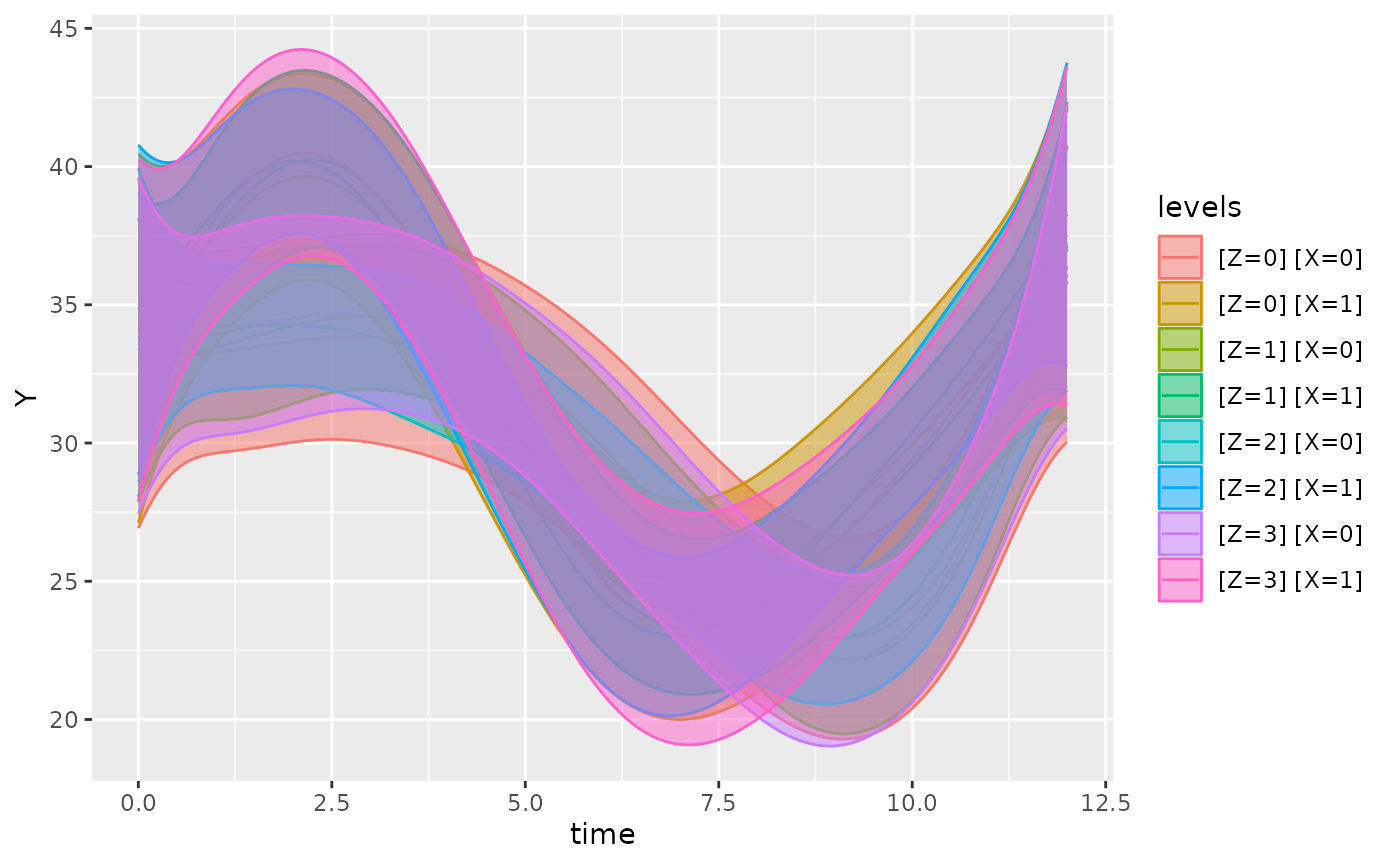 45
40
35
30
25
20
Y
0.0 2.5 5.0 7.5 10.0 12.5
time
levels
[Z=0] [X=0]
[Z=0] [X=1]
[Z=1] [X=0]
[Z=1] [X=1]
[Z=2] [X=0]
[Z=2] [X=1]
[Z=3] [X=0]
[Z=3] [X=1]